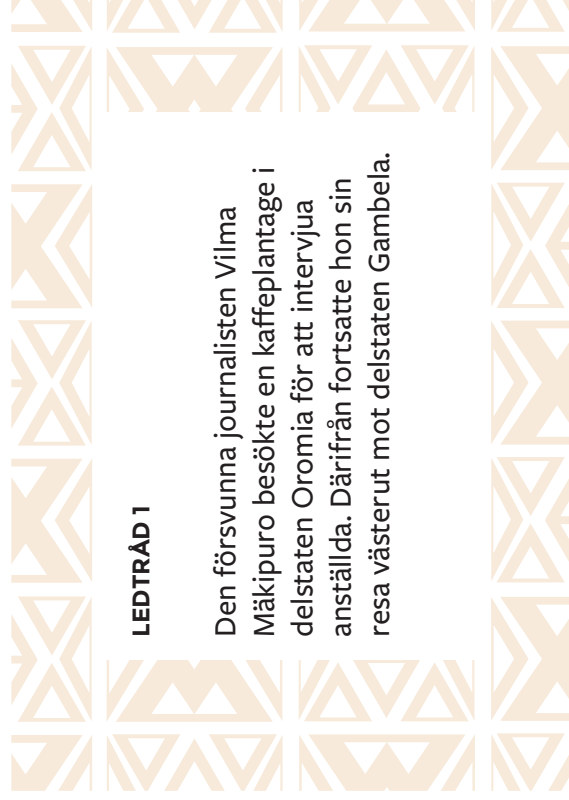 LEDTRÅD 1
Den försvunna journalisten Vilma
Mäkipuro besökte en kaffeplantage i
delstaten Oromia för att intervjua
anställda. Därifrån fortsatte hon sin
resa västerut mot delstaten Gambela.